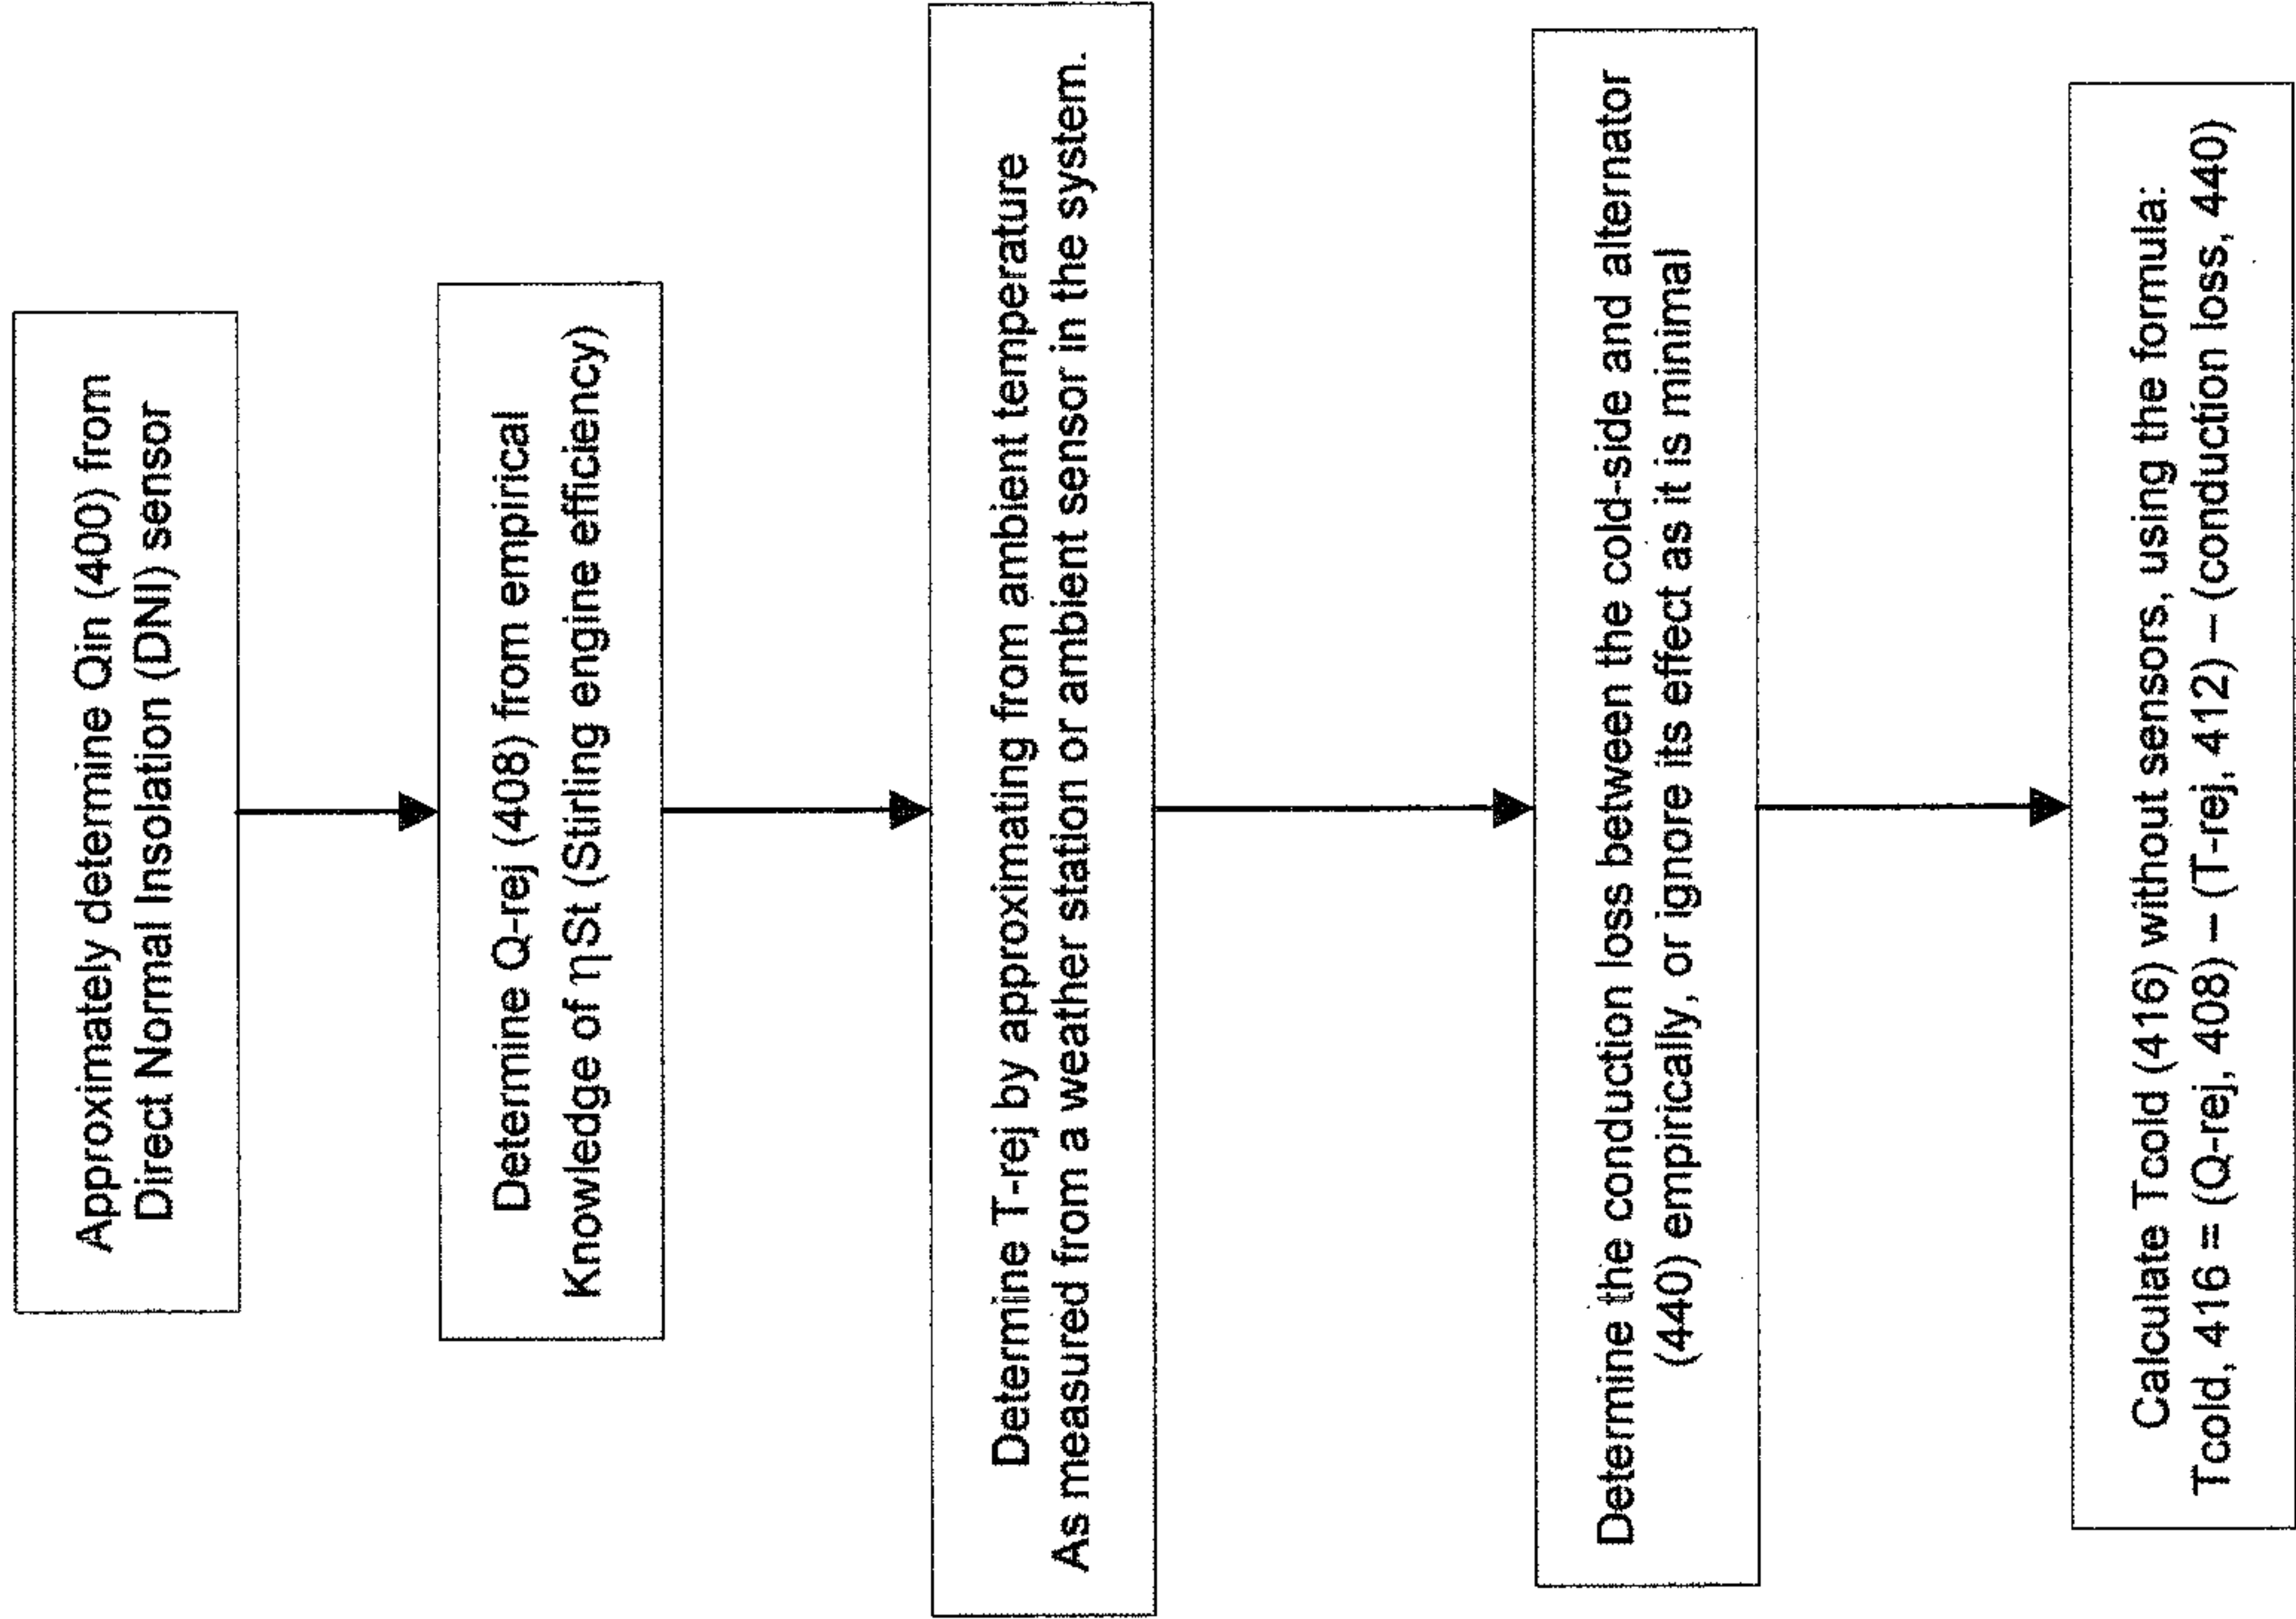 Approximately determine Qin (400) from
Direct Normal Insolation (DNI) sensor
Determine Q-rej (408) from empirical
Knowledge of ηSt (Stirling engine efficiency)
Determine T-rej by approximating from ambient temperature
As measured from a weather station or ambient sensor in the system.
Determine the conduction loss between the cold-side and alternator
(440) empirically, or ignore its effect as it is minimal
Calculate Tcold (416) without sensors, using the formula:
Tcold, 416 = (Q-rej, 408) – (T-rej, 412) – (conduction loss, 440)